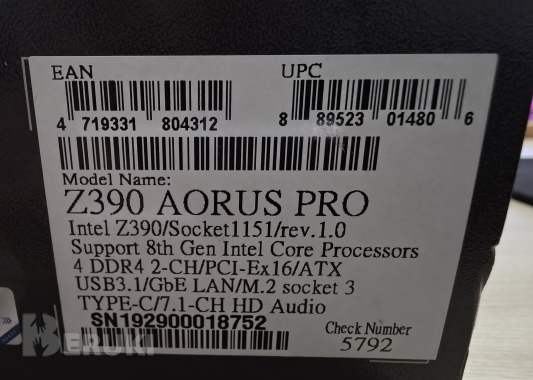 EAN
UPC
4 719331 804312
8 89523 01480 6
Model Name:
Z390 AORUS PRO
Intel Z390/Socket1151/rev.1.0
Support 8th Gen Intel Core Processors
4 DDR4 2-CH/PCI-Ex16/ATX
USB3.1/GbE LAN/M.2 socket 3
TYPE-C/7.1-CH HD Audio
SN192900018752
Check Number
5792
BERUKI